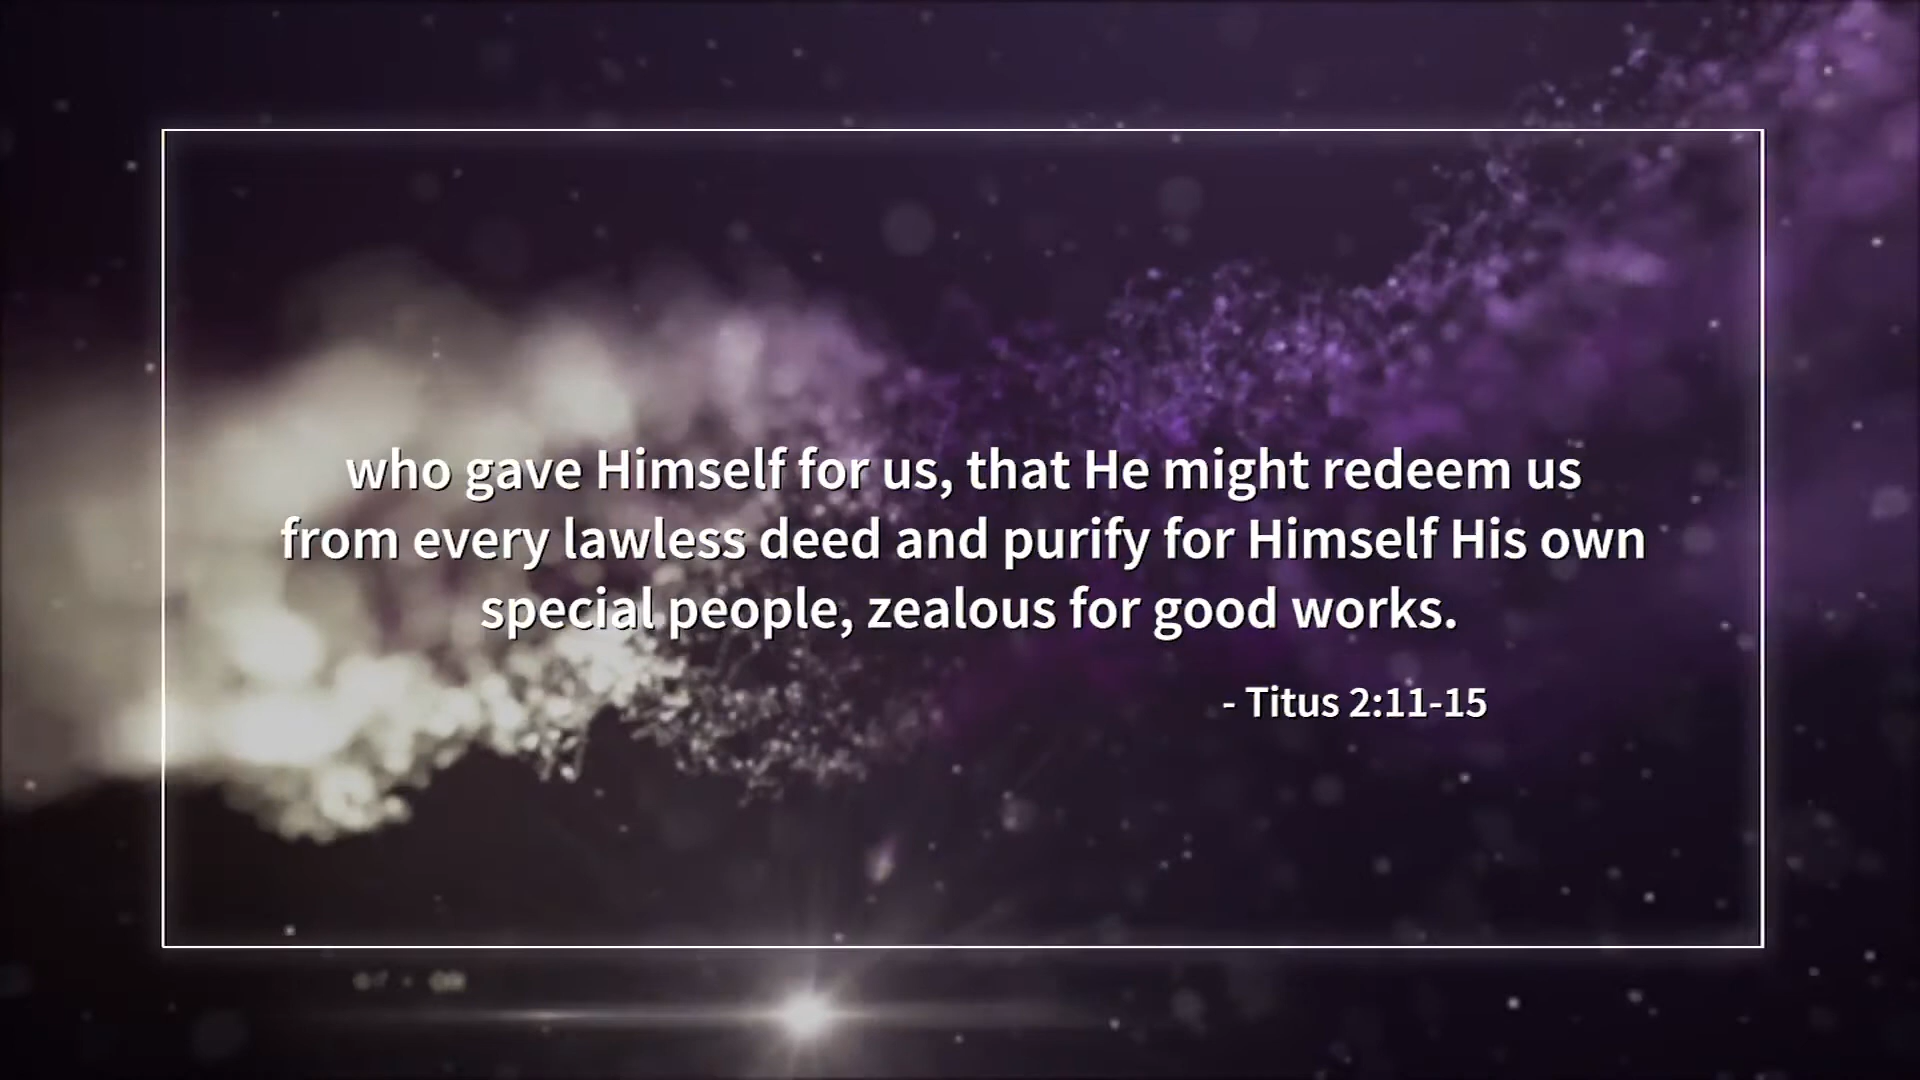 who gave Himself for us, that He might redeem us
from every lawless deed and purify for Himself His own
special people, zealous for good works.
- Titus 2:11-15